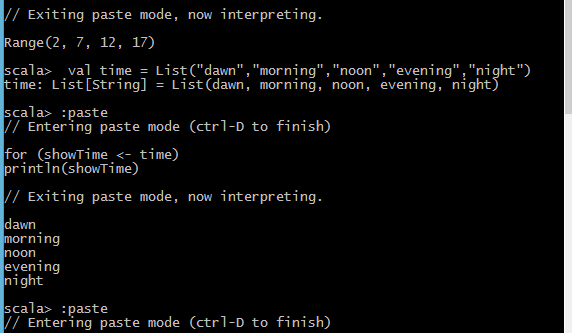 // Exiting paste mode, now interpreting.
Range(2, 7, 12, 17)
scala>  val time = List("dawn","morning","noon","evening","night")
time: List[String] = List(dawn, morning, noon, evening, night)
scala> :paste
// Entering paste mode (ctrl-D to finish)
for (showTime <- time)
println(showTime)
// Exiting paste mode, now interpreting.
dawn
morning
noon
evening
night
scala> :paste
// Entering paste mode (ctrl-D to finish)